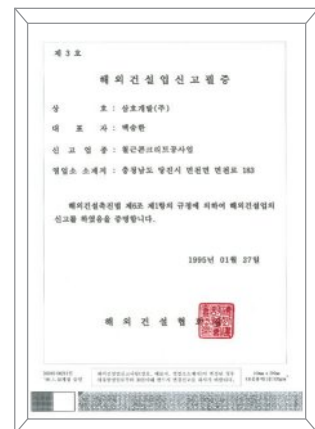 제 3 호
해 외 건 설 업 신 고 필 증
상 호 : 삼호개발(주)
대 표 자 : 백승한
신 고 업 종 : 철근콘크리트공사업
영업소 소재지 : 충청남도 당진시 면천면 면천로 183
해외건설촉진법 제6조 제1항의 규정에 의하여 해외건설업의
신고를 하였음을 증명합니다.
1995년 01월 27일
해 외 건 설 협 회